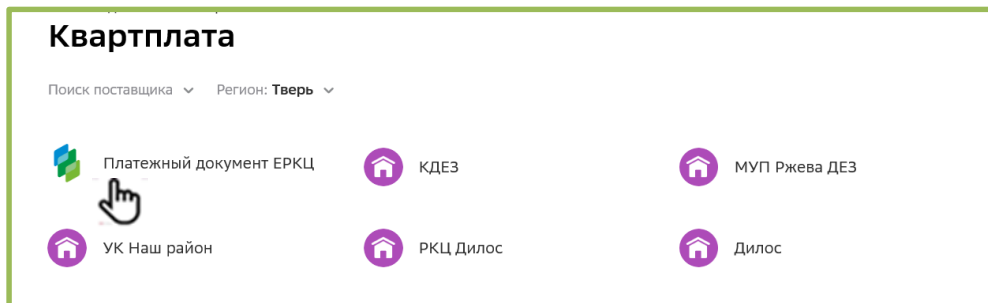 Квартплата
Поиск поставщика Регион: Тверь
Платежный документ ЕРКЦ КДЕЗ МУП Ржева ДЕЗ
УК Наш район РКЦ Дилос Дилос